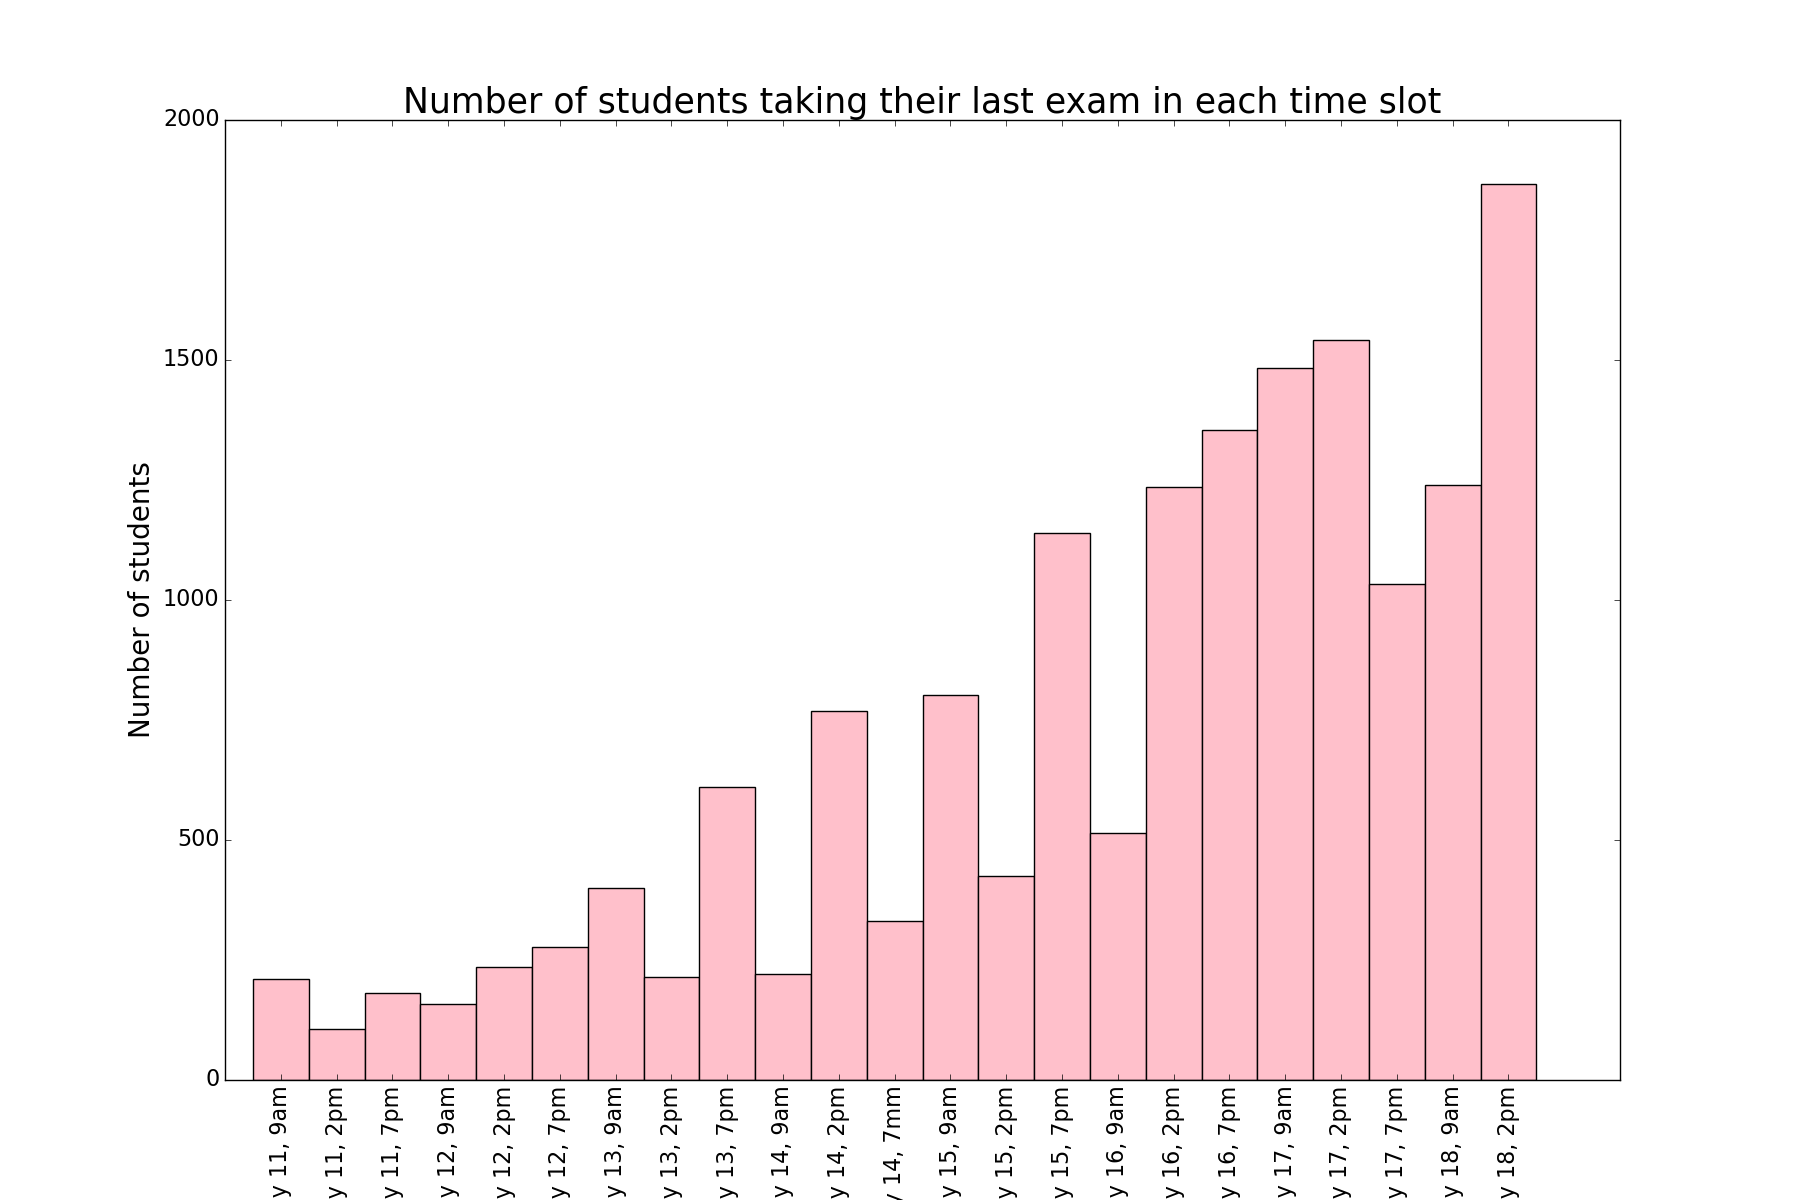 Number of students taking their last exam in each time slot
2000
1500
1000
500
0
Number of students
y 11, 9am
y 11, 2pm
y 11, 7pm
y 12, 9am
y 12, 2pm
y 12, 7pm
y 13, 9am
y 13, 2pm
y 13, 7pm
y 14, 9am
y 14, 2pm
y 14, 7mm
y 15, 9am
y 15, 2pm
y 15, 7pm
y 16, 9am
y 16, 2pm
y 16, 7pm
y 17, 9am
y 17, 2pm
y 17, 7pm
y 18, 9am
y 18, 2pm